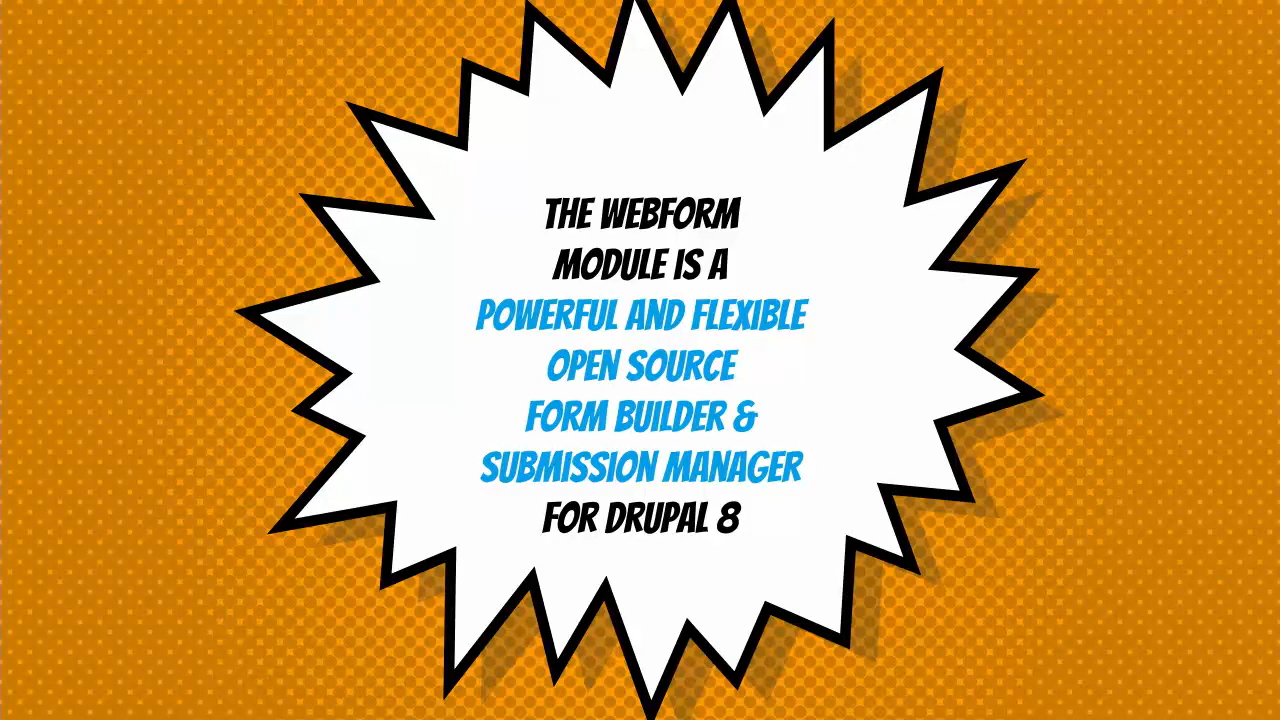 THE WEBFORM
MODULE IS A
POWERFUL AND FLEXIBLE
OPEN SOURCE
FORM BUILDER &
SUBMISSION MANAGER
FOR DRUPAL 8